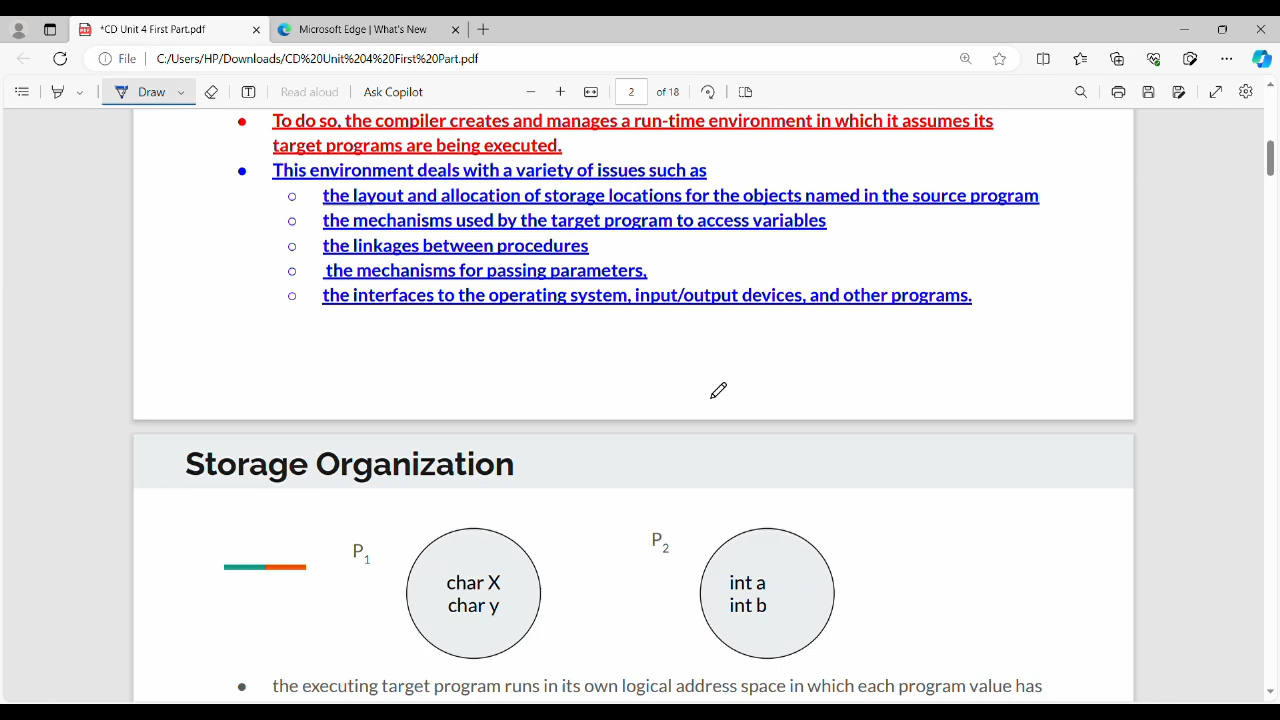 *CD Unit 4 First Part.pdf
Microsoft Edge | What's New
File
C:/Users/HP/Downloads/CD%20Unit%204%20First%20Part.pdf
Draw
Read aloud
Ask Copilot
2 of 18
• To do so, the compiler creates and manages a run-time environment in which it assumes its
target programs are being executed.
• This environment deals with a variety of issues such as
○ the layout and allocation of storage locations for the objects named in the source program
○ the mechanisms used by the target program to access variables
○ the linkages between procedures
○ the mechanisms for passing parameters,
○ the interfaces to the operating system, input/output devices, and other programs.
Storage Organization
P1
char X
char y
P2
int a
int b
• the executing target program runs in its own logical address space in which each program value has